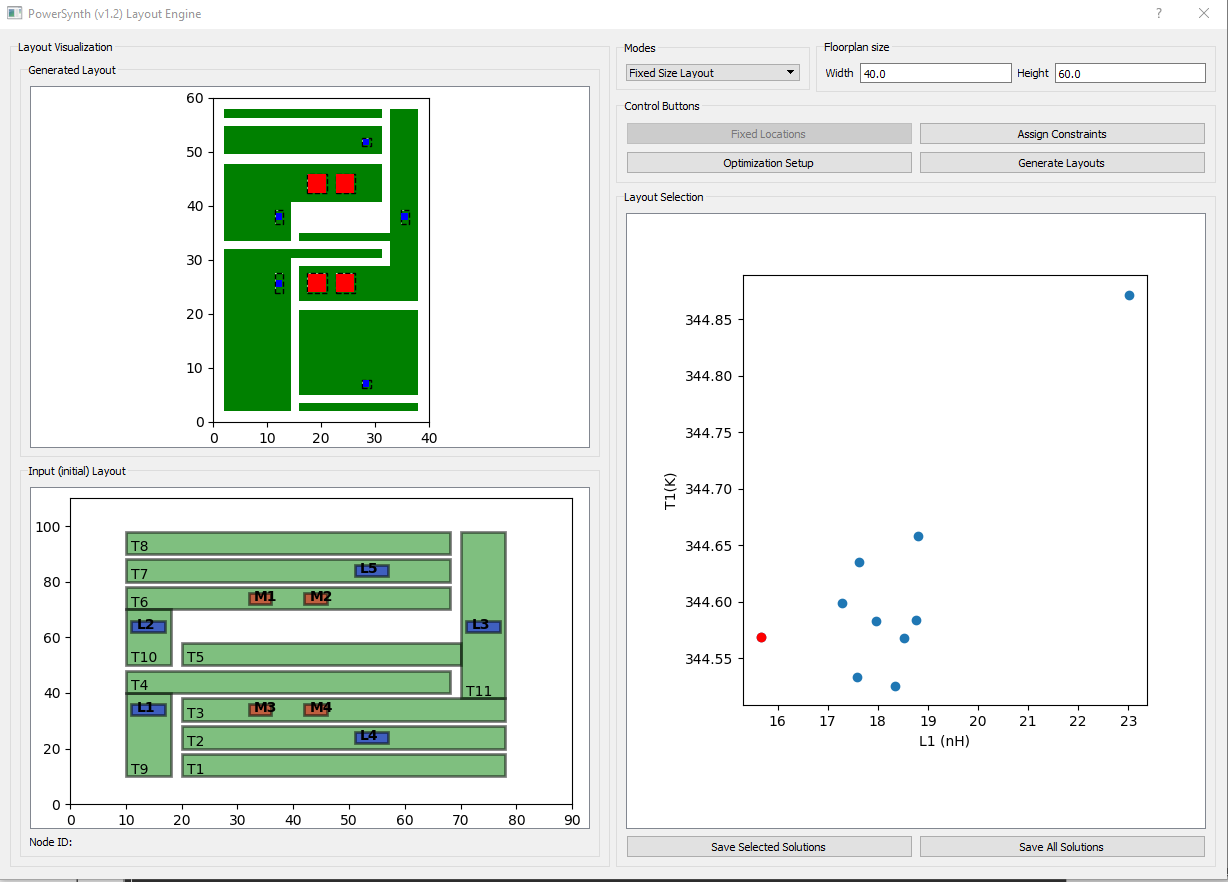 PowerSynth (v1.2) Layout Engine
?
Layout Visualization
Generated Layout
60
50
40
30
20
10
0
0 10 20 30 40
Input (initial) Layout
100
80
60
40
20
0
T8
T7 L5
T6 M1 M2
L2 L3
T10 T5
T4 T11
L1 T3 M3 M4
T2 L4
T9 T1
0 10 20 30 40 50 60 70 80 90
Node ID:
Modes
Fixed Size Layout
Floorplan size
Width 40.0 Height 60.0
Control Buttons
Fixed Locations Assign Constraints
Optimization Setup Generate Layouts
Layout Selection
344.85
344.80
344.75
344.70
344.65
344.60
344.55
T1(K)
16 17 18 19 20 21 22 23
L1 (nH)
Save Selected Solutions Save All Solutions